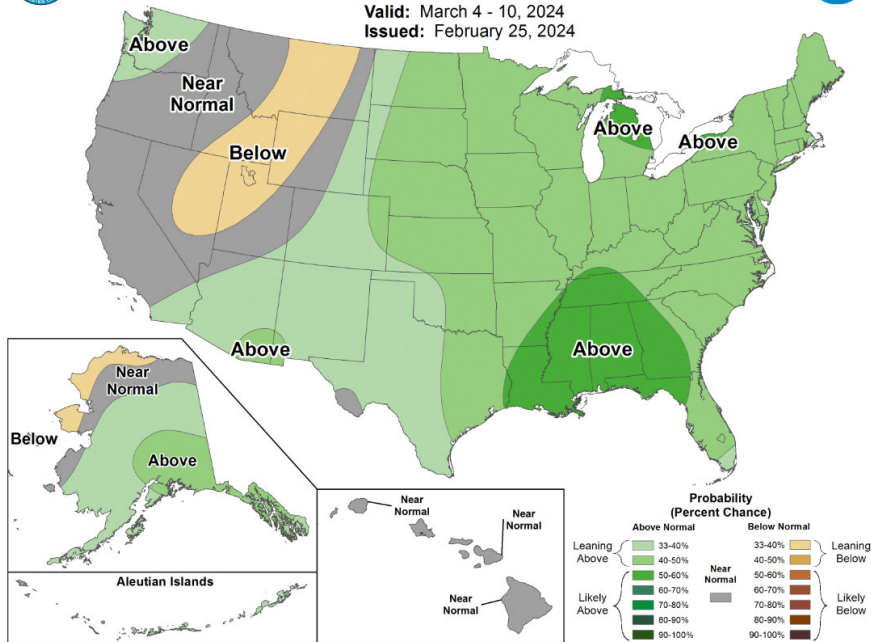 Valid: March 4 - 10, 2024
Issued: February 25, 2024
Above
Near
Normal
Below
Above
Above
Above
Above
Near
Normal
Below
Above
Aleutian Islands
Near
Normal
Near
Normal
Near
Normal
Probability
(Percent Chance)
Above Normal
Below Normal
Leaning
Above
33-40%
40-50%
Likely
Above
50-60%
60-70%
70-80%
80-90%
90-100%
Near
Normal
33-40%
40-50%
Leaning
Below
50-60%
60-70%
70-80%
80-90%
90-100%
Likely
Below